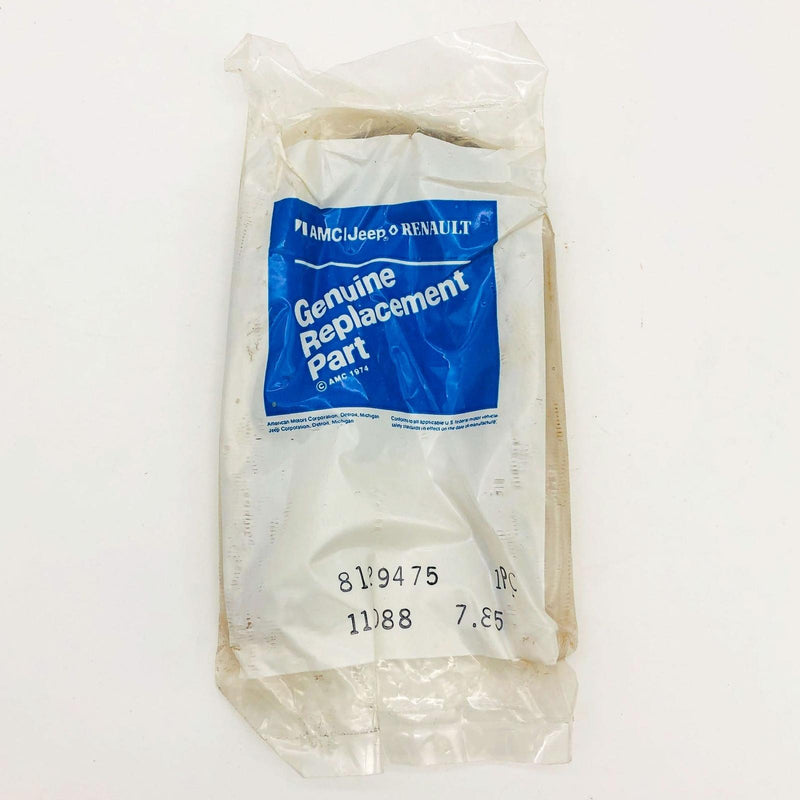 AMC|Jeep® RENAULT
Genuine
Replacement
Part
© AMC 1974
American Motors Corporation, Detroit, Michigan
Jeep Corporation, Detroit, Michigan
Conforms to all applicable U.S. federal motor vehicle
safety standards in effect on the date of manufacture.
1PC
7.85